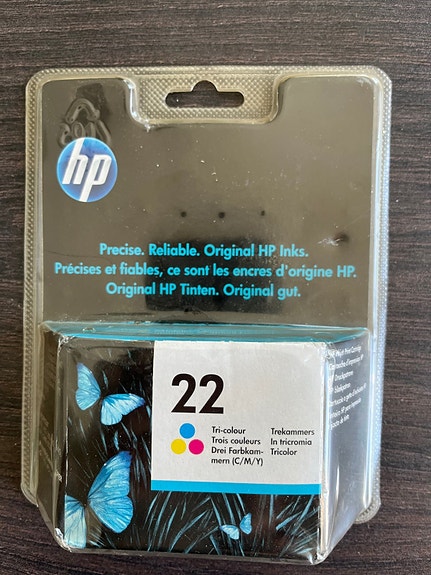 hp
Precise. Reliable. Original HP Inks.
Précises et fiables, ce sont les encres d'origine HP.
Original HP Tinten. Original gut.
22
Tri-colour
Trois couleurs
Drei Farbkam-
mern (C/M/Y)
Trekammers
In tricromia
Tricolor